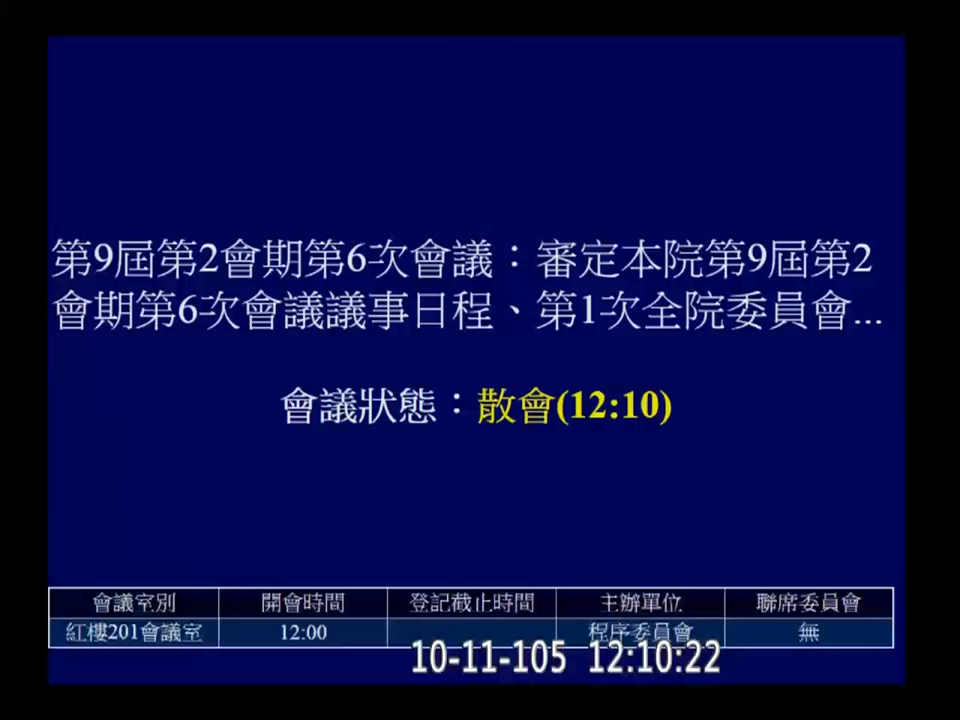 第9屆第2會期第6次會議：審定本院第9屆第2
會期第6次會議議事日程、第1次全院委員會...
會議狀態：散會(12:10)
會議室別 開會時間 登記截止時間 主辦單位 聯席委員會
紅樓201會議室 12:00 程序委員會 無
10-11-105 12:10:22